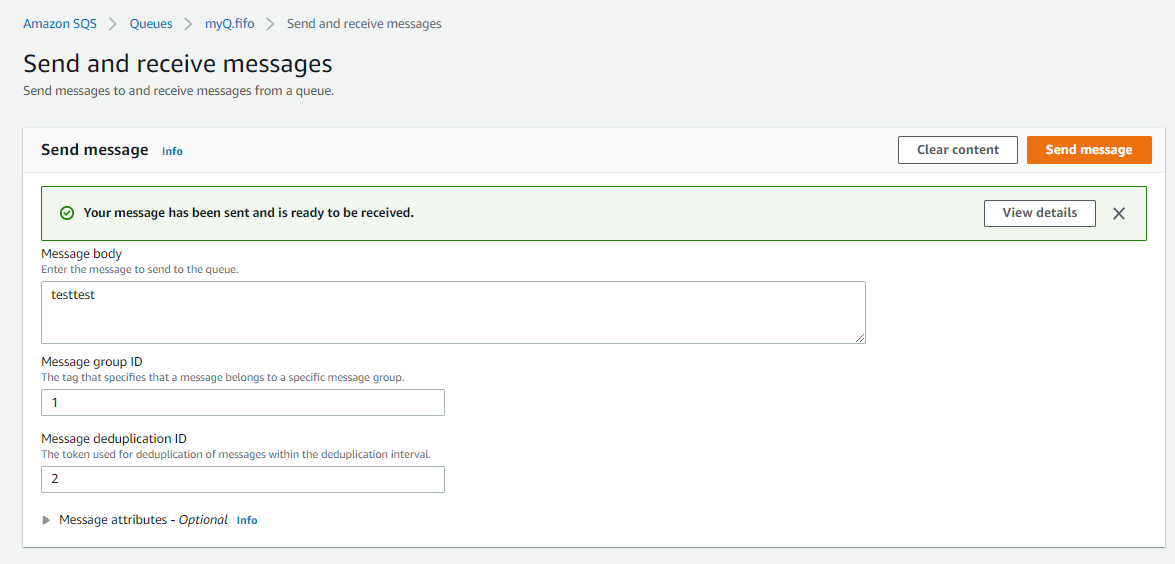 Amazon SQS > Queues > myQ.fifo > Send and receive messages
Send and receive messages
Send messages to and receive messages from a queue.
Send message Info Clear content Send message
Your message has been sent and is ready to be received. View details
Message body
Enter the message to send to the queue.
testtest
Message group ID
The tag that specifies that a message belongs to a specific message group.
1
Message deduplication ID
The token used for deduplication of messages within the deduplication interval.
2
Message attributes - Optional Info